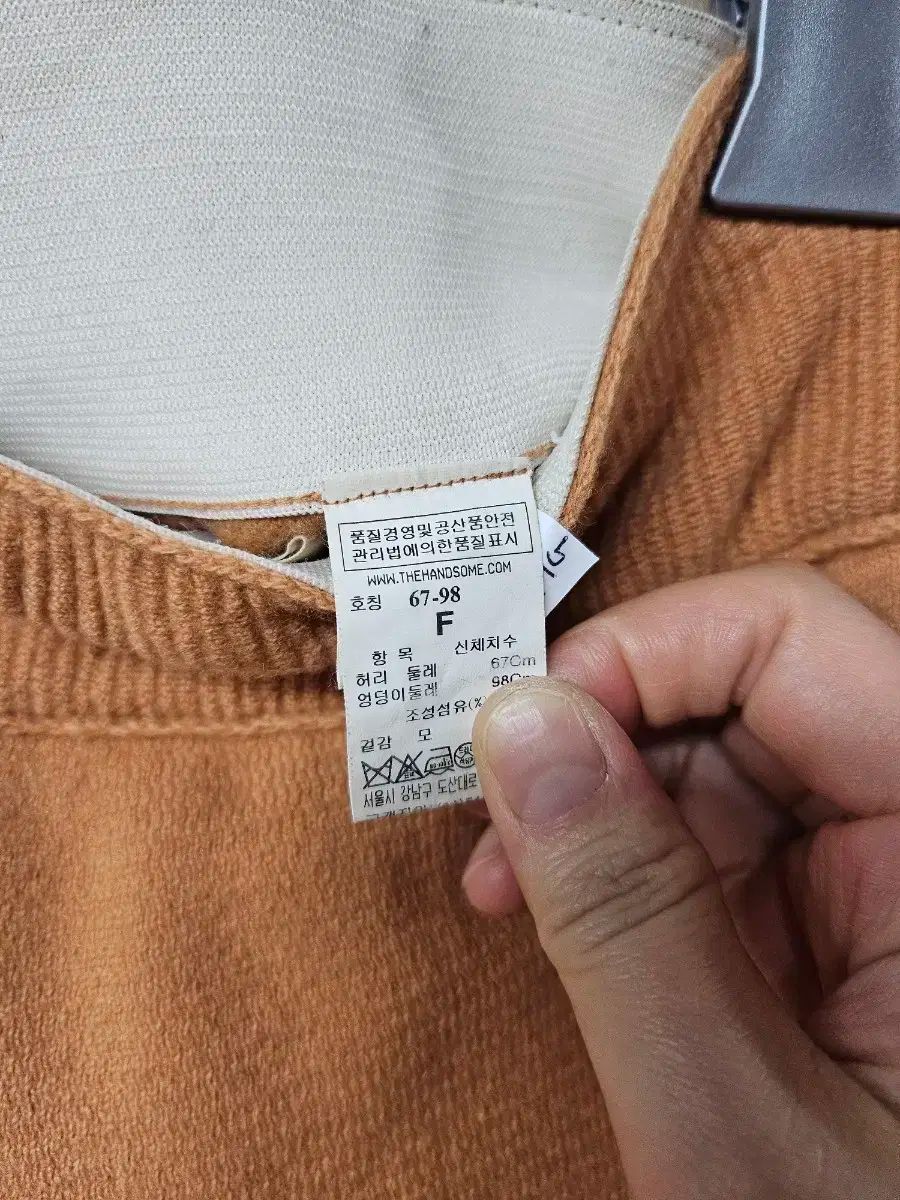 품질경영및공산품안전
관리법에의한품질표시
WWW.THEHANDSOME.COM
호칭 67-98
F
항 목 신체치수
허리 둘레 67Cm
엉덩이둘레 98C
조성섬유(%
겉감 모
서울시 강남구 도산대로